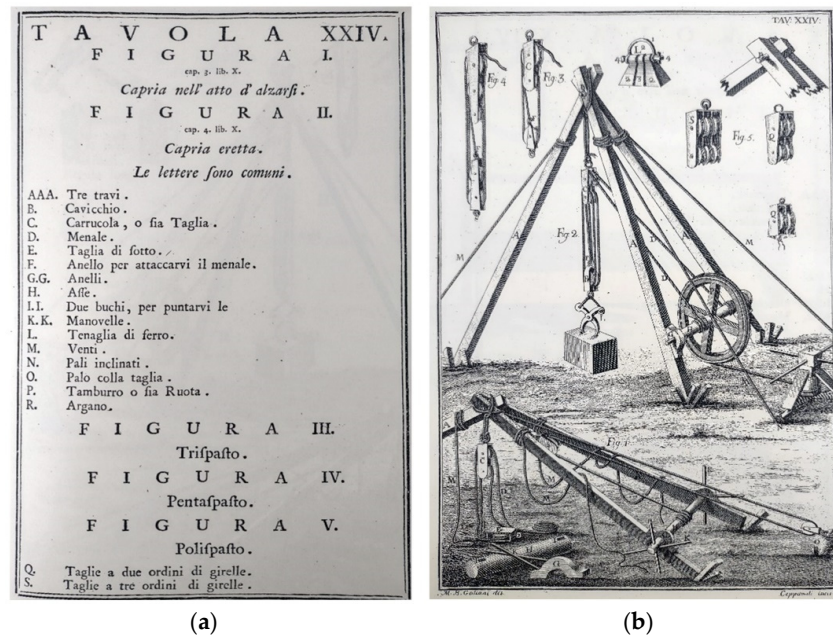 T A V O L A XXIV.
F I G U R A I.
cap. 3. lib. X.
Capria nell' atto d' alzarſi.
F I G U R A II.
cap. 4. lib. X.
Capria eretta.
Le lettere ſono comuni.
AAA. Tre travi.
B. Cavicchio.
C. Carrucola, o ſia Taglia.
D. Menale.
E. Taglia di ſotto.
F. Anello per attaccarvi il menale.
G.G. Anelli.
H. Aſſe.
I.I. Due buchi, per puntarvi le
K.K. Manovelle.
L. Tenaglia di ferro.
M. Venti.
N. Pali inclinati.
O. Palo colla taglia.
P. Tamburro o ſia Ruota.
R. Argano.
F I G U R A III.
Triſpaſto.
F I G U R A IV.
Pentaſpaſto.
F I G U R A V.
Poliſpaſto.
Q. Taglie a due ordini di girelle.
S. Taglie a tre ordini di girelle.
(a)
TAV. XXIV.
Fig. 4
Fig. 3
Fig. 5.
S
Q
Q
M
A
Fig. 2
A
D
A
M
D
Fig. 1
C
M
M
M
H
G
(b)